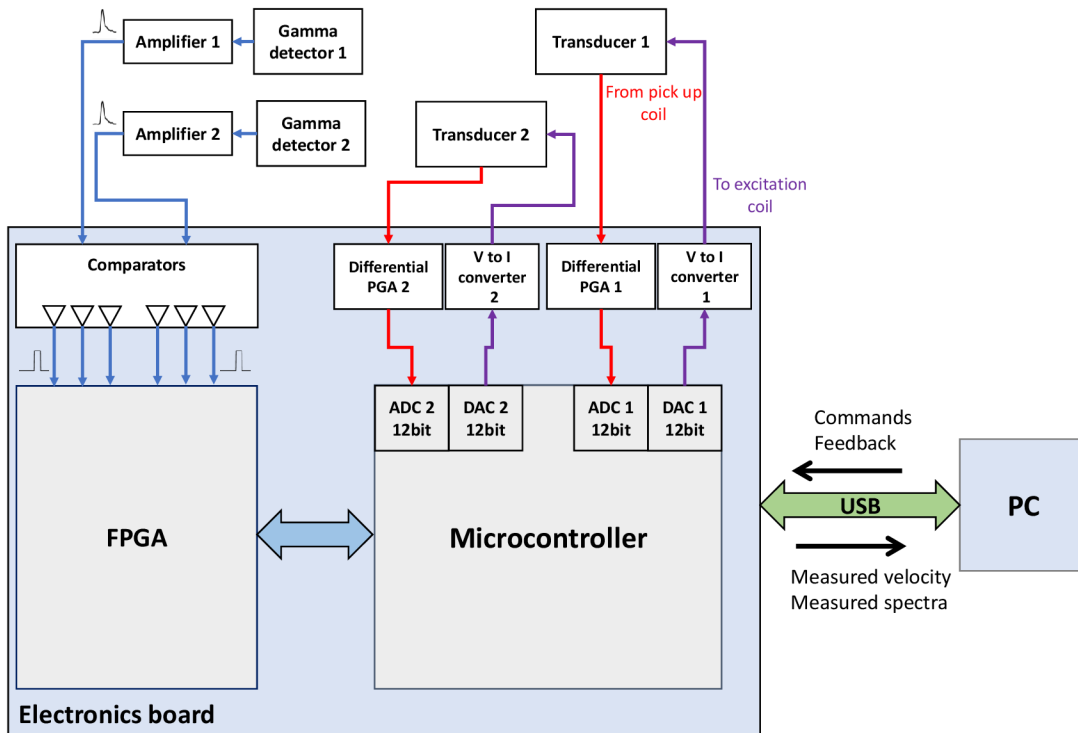 Amplifier 1
Gamma
detector 1
Transducer 1
From pick up
coil
Amplifier 2
Gamma
detector 2
Transducer 2
To excitation
coil
Comparators
Differential
PGA 2
V to I
converter
2
Differential
PGA 1
V to I
converter
1
ADC 2
12bit
DAC 2
12bit
ADC 1
12bit
DAC 1
12bit
Commands
Feedback
FPGA
Microcontroller
USB
PC
Measured velocity
Measured spectra
Electronics board